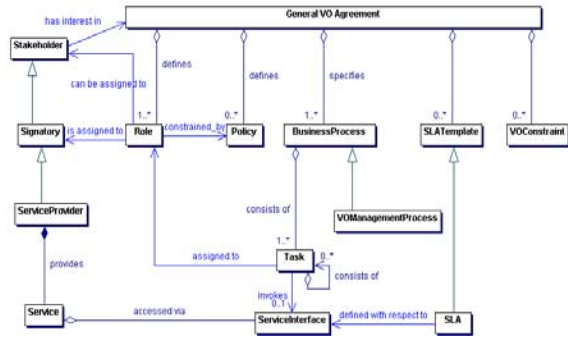 General VO Agreement
has interest in
Stakeholder
defines
defines
specifies
can be assigned to
1..*
0..*
1..*
0..*
0..*
Signatory
is assigned to
Role
constrained_by
Policy
BusinessProcess
SLATemplate
VOConstraint
ServiceProvider
consists of
VOManagementProcess
provides
assigned to
1..*
Task
0..*
consists of
invokes
0..1
Service
accessed via
ServiceInterface
defined with respect to
SLA